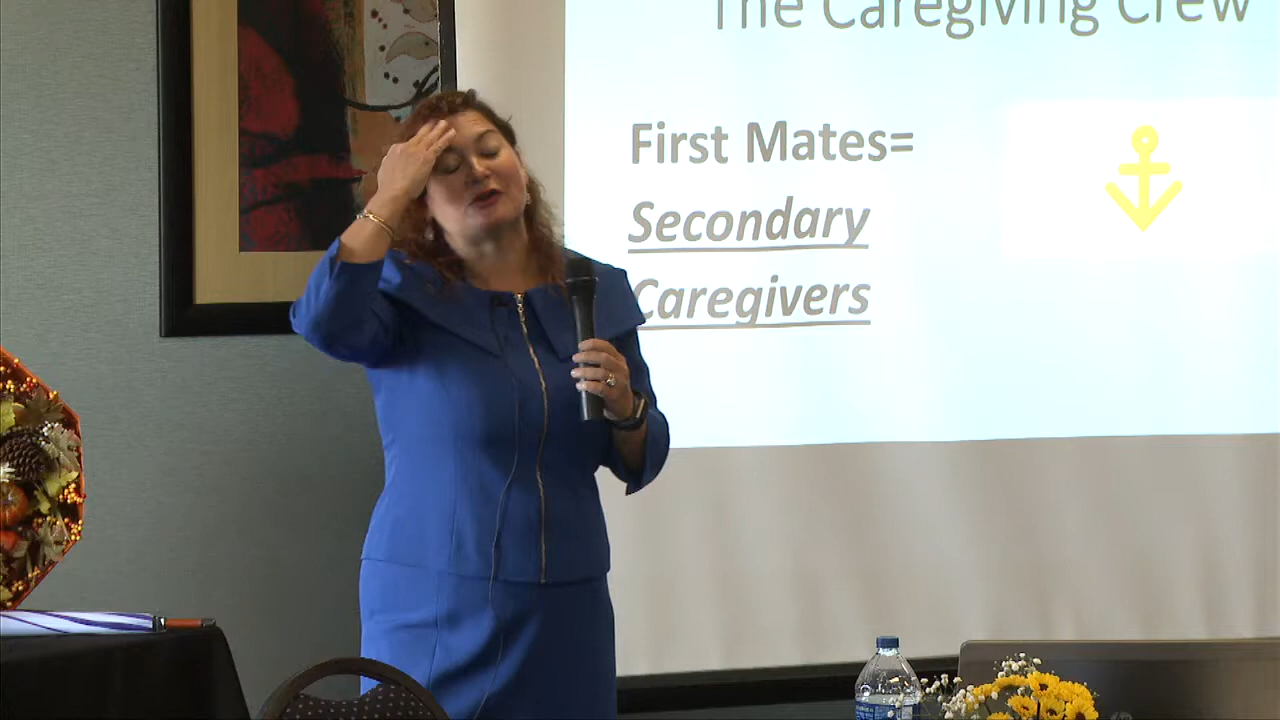 The Caregiving Crew
First Mates=
Secondary
Caregivers